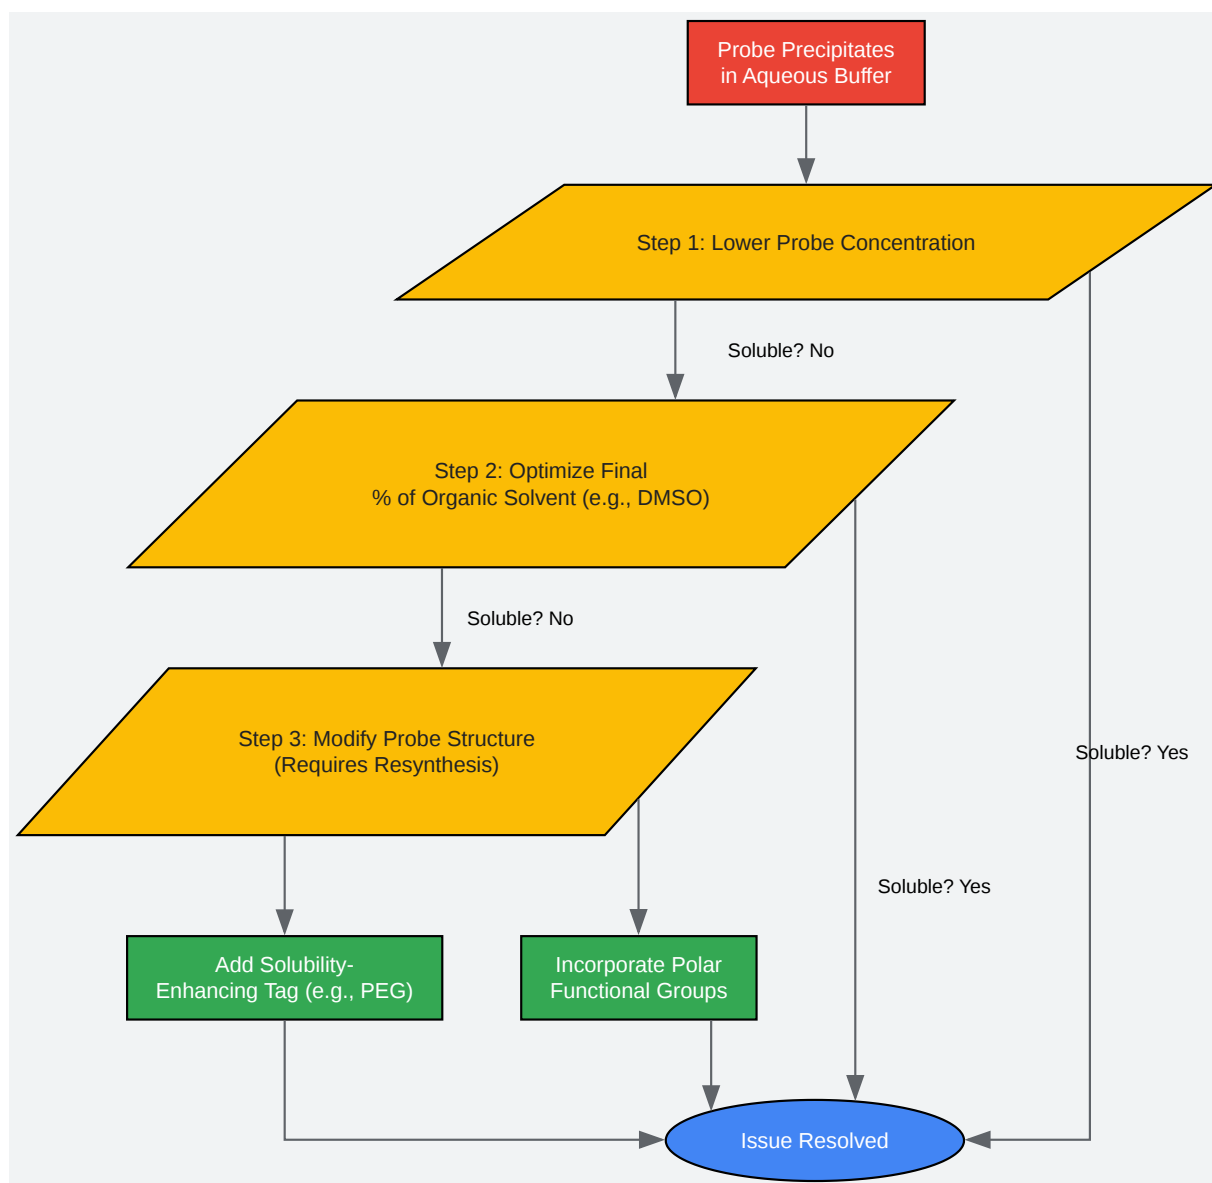 Probe Precipitates
in Aqueous Buffer
Step 1: Lower Probe Concentration
Soluble? No
Step 2: Optimize Final
% of Organic Solvent (e.g., DMSO)
Soluble? No
Step 3: Modify Probe Structure
(Requires Resynthesis)
Soluble? Yes
Soluble? Yes
Add Solubility-
Enhancing Tag (e.g., PEG)
Incorporate Polar
Functional Groups
Issue Resolved